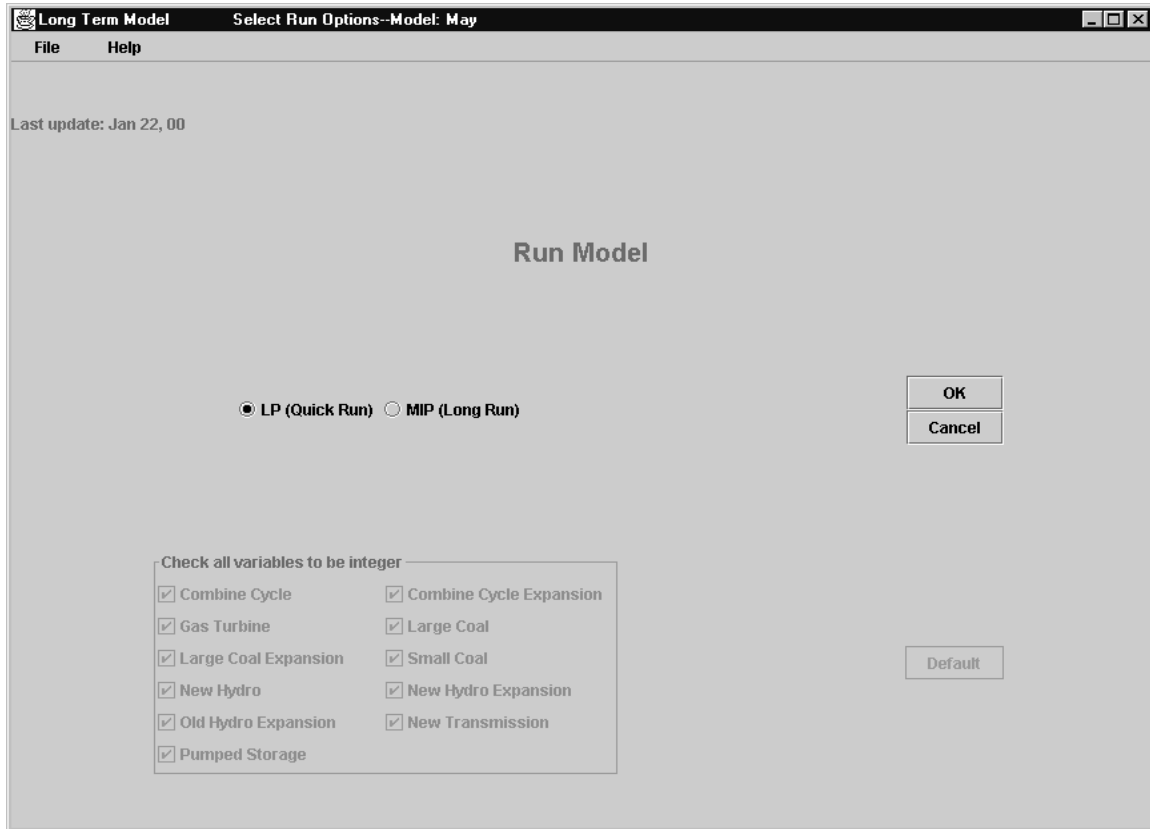 Long Term Model Select Run Options--Model: May
File Help
Last update: Jan 22, 00
Run Model
LP (Quick Run) MIP (Long Run)
OK
Cancel
Check all variables to be integer
Combine Cycle Combine Cycle Expansion
Gas Turbine Large Coal
Large Coal Expansion Small Coal
New Hydro New Hydro Expansion
Old Hydro Expansion New Transmission
Pumped Storage
Default